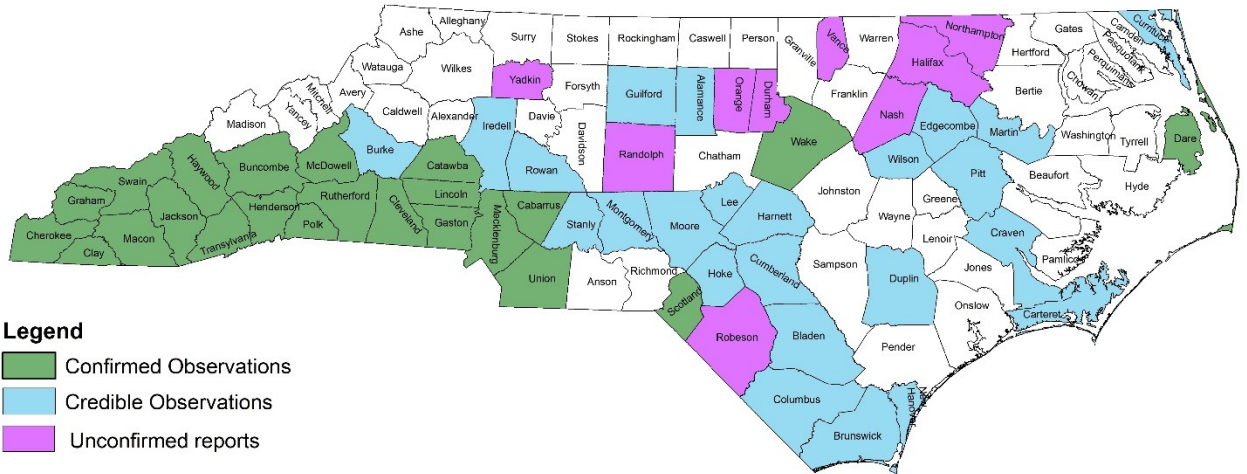 Alleghany
Ashe
Surry
Stokes
Rockingham
Caswell
Person
Granville
Vance
Warren
Northampton
Gates
Camden
Currituck
Pasquotank
Perquimans
Chowan
Hertford
Halifax
Watauga
Wilkes
Yadkin
Forsyth
Guilford
Alamance
Orange
Durham
Franklin
Nash
Bertie
Mitchell
Avery
Yancey
Madison
Caldwell
Alexander
Iredell
Davie
Davidson
Randolph
Chatham
Wake
Edgecombe
Martin
Washington
Tyrrell
Dare
Burke
McDowell
Buncombe
Haywood
Swain
Graham
Catawba
Rowan
Wilson
Pitt
Beaufort
Hyde
Rutherford
Lincoln
Cabarrus
Johnston
Greene
Wayne
Lee
Harnett
Jackson
Henderson
Polk
Cleveland
Gaston
Mecklenburg
Stanly
Montgomery
Moore
Lenoir
Craven
Pamlico
Cherokee
Clay
Macon
Transylvania
Union
Anson
Richmond
Scotland
Hoke
Cumberland
Sampson
Duplin
Jones
Onslow
Carteret
Robeson
Bladen
Pender
Columbus
Brunswick
Hanover
Legend
Confirmed Observations
Credible Observations
Unconfirmed reports